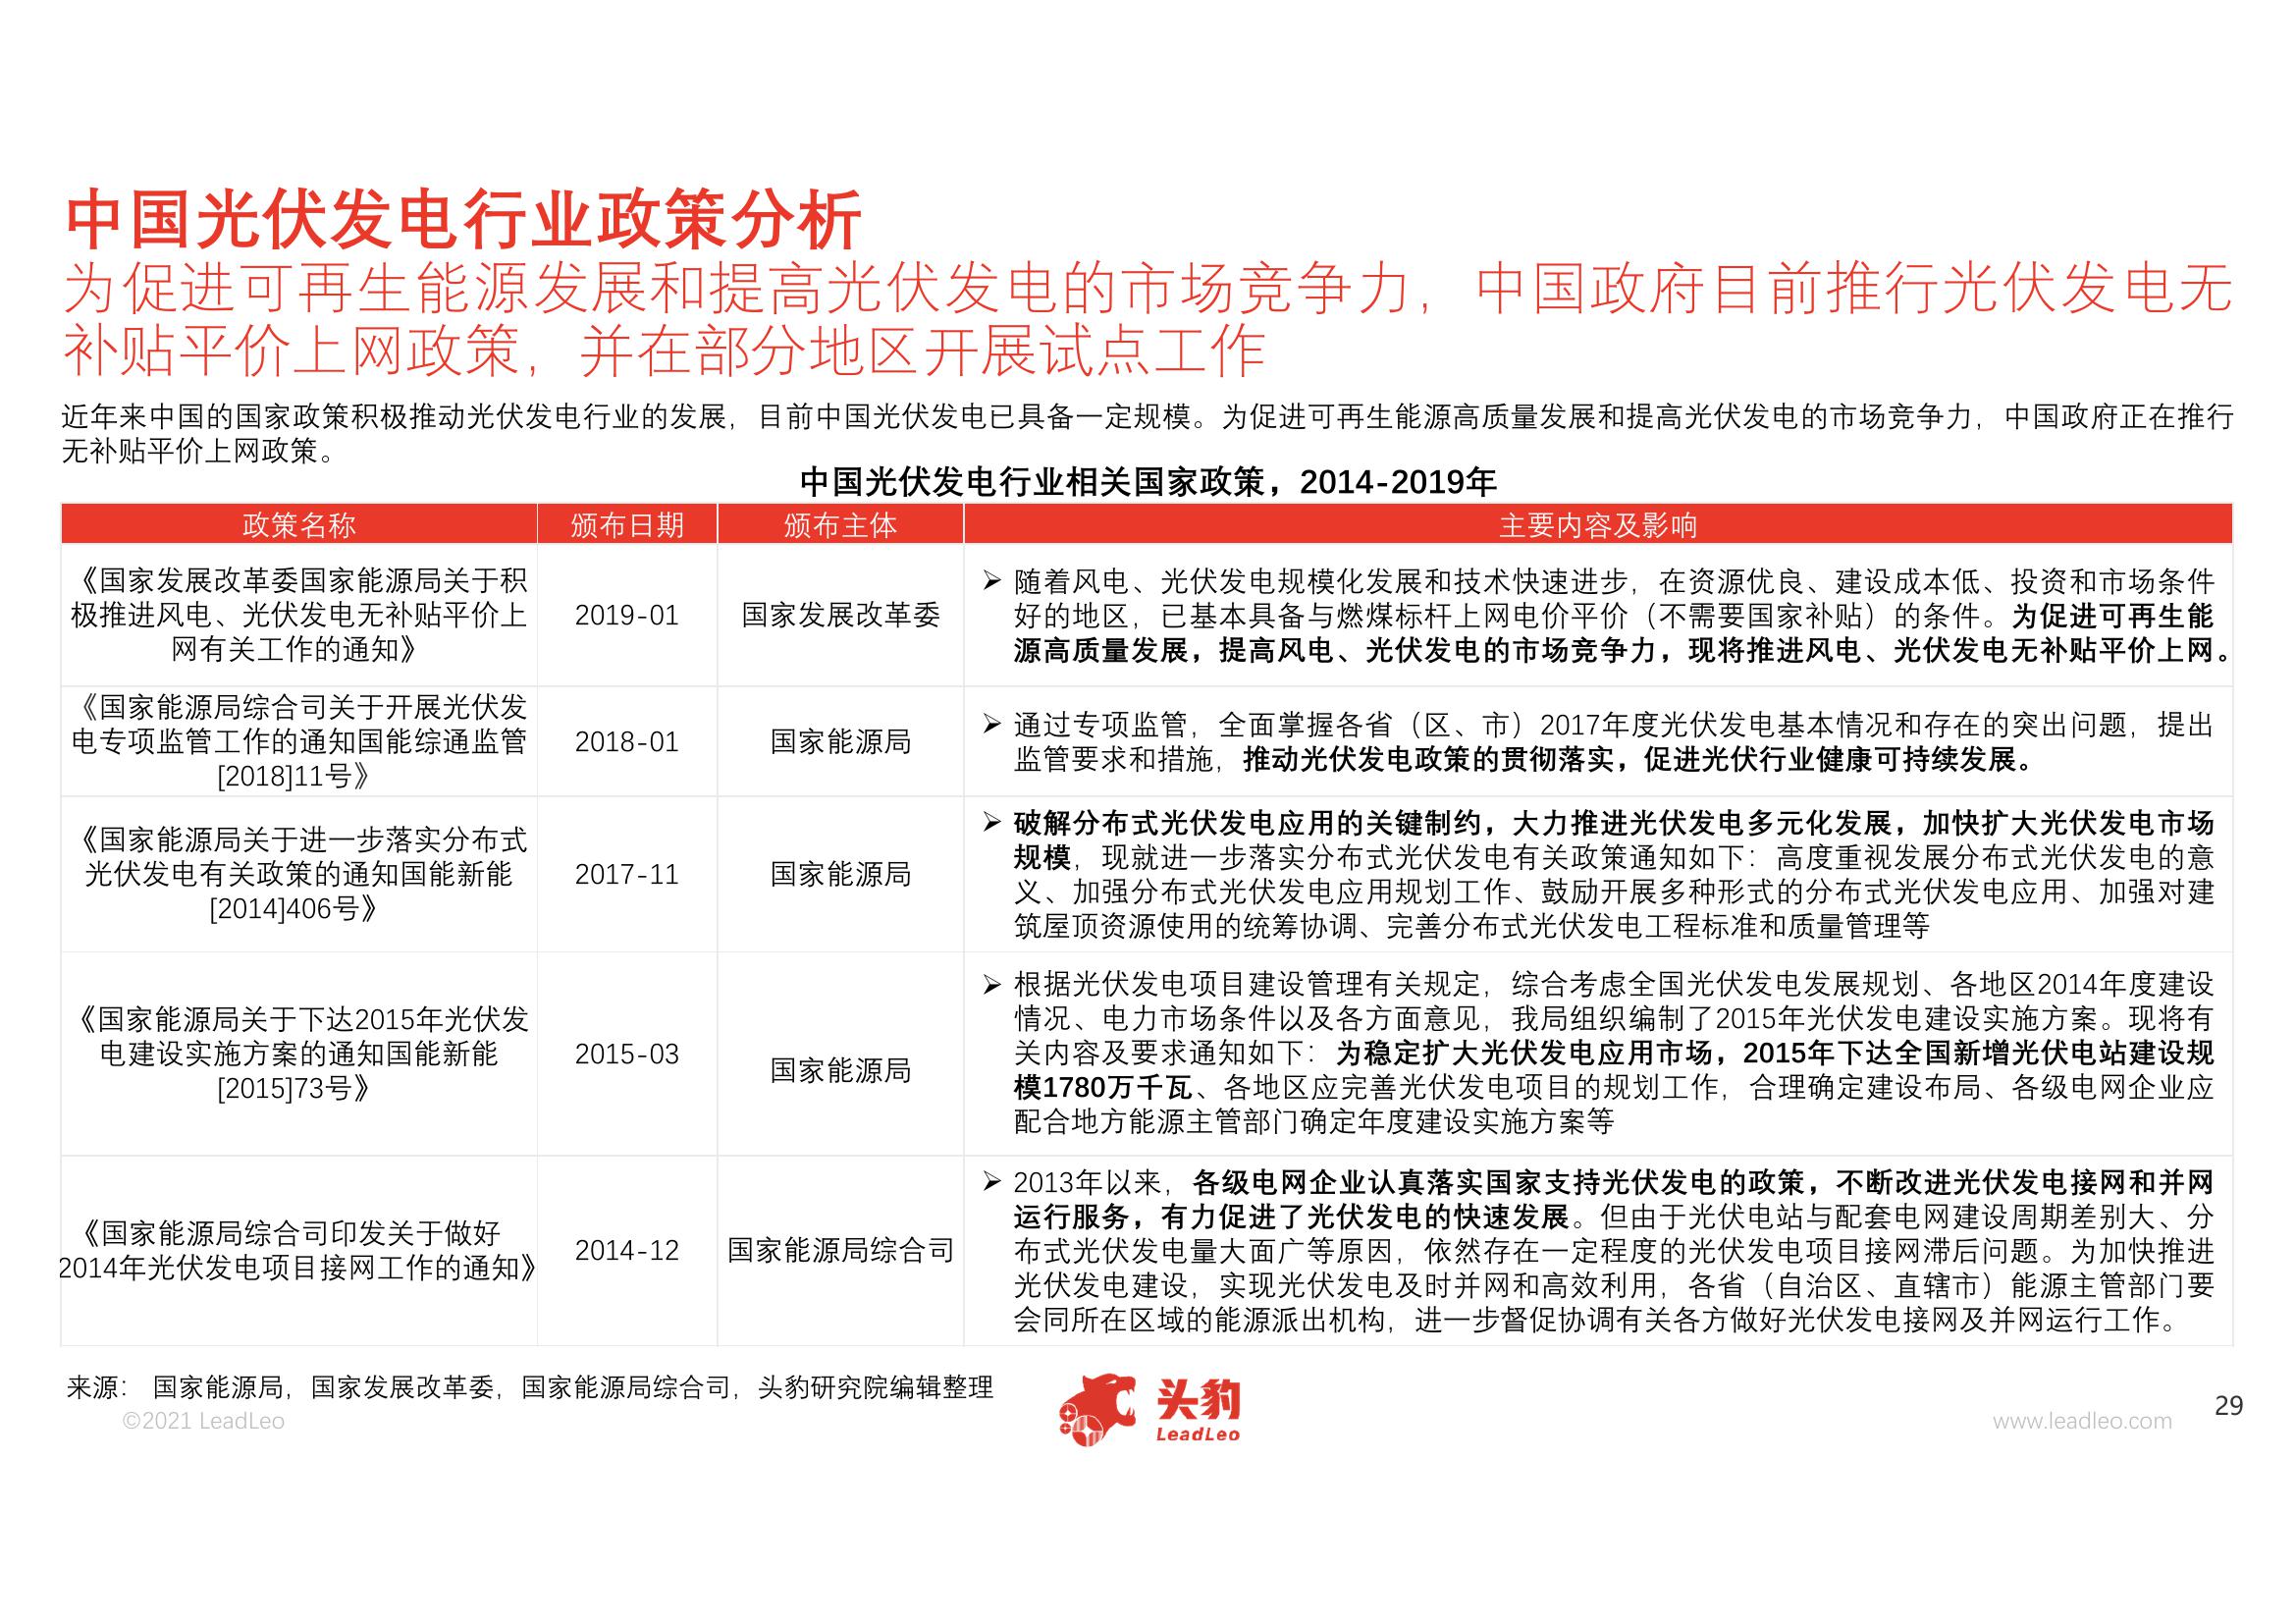 中国光伏发电行业政策分析
为促进可再生能源发展和提高光伏发电的市场竞争力，中国政府目前推行光伏发电无
补贴平价上网政策，并在部分地区开展试点工作
近年来中国的国家政策积极推动光伏发电行业的发展，目前中国光伏发电已具备一定规模。为促进可再生能源高质量发展和提高光伏发电的市场竞争力，中国政府正在推行
无补贴平价上网政策。
中国光伏发电行业相关国家政策，2014-2019年
政策名称 颁布日期 颁布主体 主要内容及影响
《国家发展改革委国家能源局关于积
极推进风电、光伏发电无补贴平价上
网有关工作的通知》
2019-01
国家发展改革委
➢ 随着风电、光伏发电规模化发展和技术快速进步，在资源优良、建设成本低、投资和市场条件
好的地区，已基本具备与燃煤标杆上网电价平价（不需要国家补贴）的条件。为促进可再生能
源高质量发展，提高风电、光伏发电的市场竞争力，现将推进风电、光伏发电无补贴平价上网。
《国家能源局综合司关于开展光伏发
电专项监管工作的通知国能综通监管
[2018]11号》
2018-01
国家能源局
➢ 通过专项监管，全面掌握各省（区、市）2017年度光伏发电基本情况和存在的突出问题，提出
监管要求和措施，推动光伏发电政策的贯彻落实，促进光伏行业健康可持续发展。
《国家能源局关于进一步落实分布式
光伏发电有关政策的通知国能新能
[2014]406号》
2017-11
国家能源局
➢ 破解分布式光伏发电应用的关键制约，大力推进光伏发电多元化发展，加快扩大光伏发电市场
规模，现就进一步落实分布式光伏发电有关政策通知如下：高度重视发展分布式光伏发电的意
义、加强分布式光伏发电应用规划工作、鼓励开展多种形式的分布式光伏发电应用、加强对建
筑屋顶资源使用的统筹协调、完善分布式光伏发电工程标准和质量管理等
《国家能源局关于下达2015年光伏发
电建设实施方案的通知国能新能
[2015]73号》
2015-03
国家能源局
➢ 根据光伏发电项目建设管理有关规定，综合考虑全国光伏发电发展规划、各地区2014年度建设
情况、电力市场条件以及各方面意见，我局组织编制了2015年光伏发电建设实施方案。现将有
关内容及要求通知如下：为稳定扩大光伏发电应用市场，2015年下达全国新增光伏电站建设规
模1780万千瓦、各地区应完善光伏发电项目的规划工作，合理确定建设布局、各级电网企业应
配合地方能源主管部门确定年度建设实施方案等
《国家能源局综合司印发关于做好
2014年光伏发电项目接网工作的通知》
2014-12
国家能源局综合司
➢ 2013年以来，各级电网企业认真落实国家支持光伏发电的政策，不断改进光伏发电接网和并网
运行服务，有力促进了光伏发电的快速发展。但由于光伏电站与配套电网建设周期差别大、分
布式光伏发电量大面广等原因，依然存在一定程度的光伏发电项目接网滞后问题。为加快推进
光伏发电建设，实现光伏发电及时并网和高效利用，各省（自治区、直辖市）能源主管部门要
会同所在区域的能源派出机构，进一步督促协调有关各方做好光伏发电接网及并网运行工作。
来源： 国家能源局，国家发展改革委，国家能源局综合司，头豹研究院编辑整理
©2021 LeadLeo
头豹
LeadLeo
www.leadleo.com
29